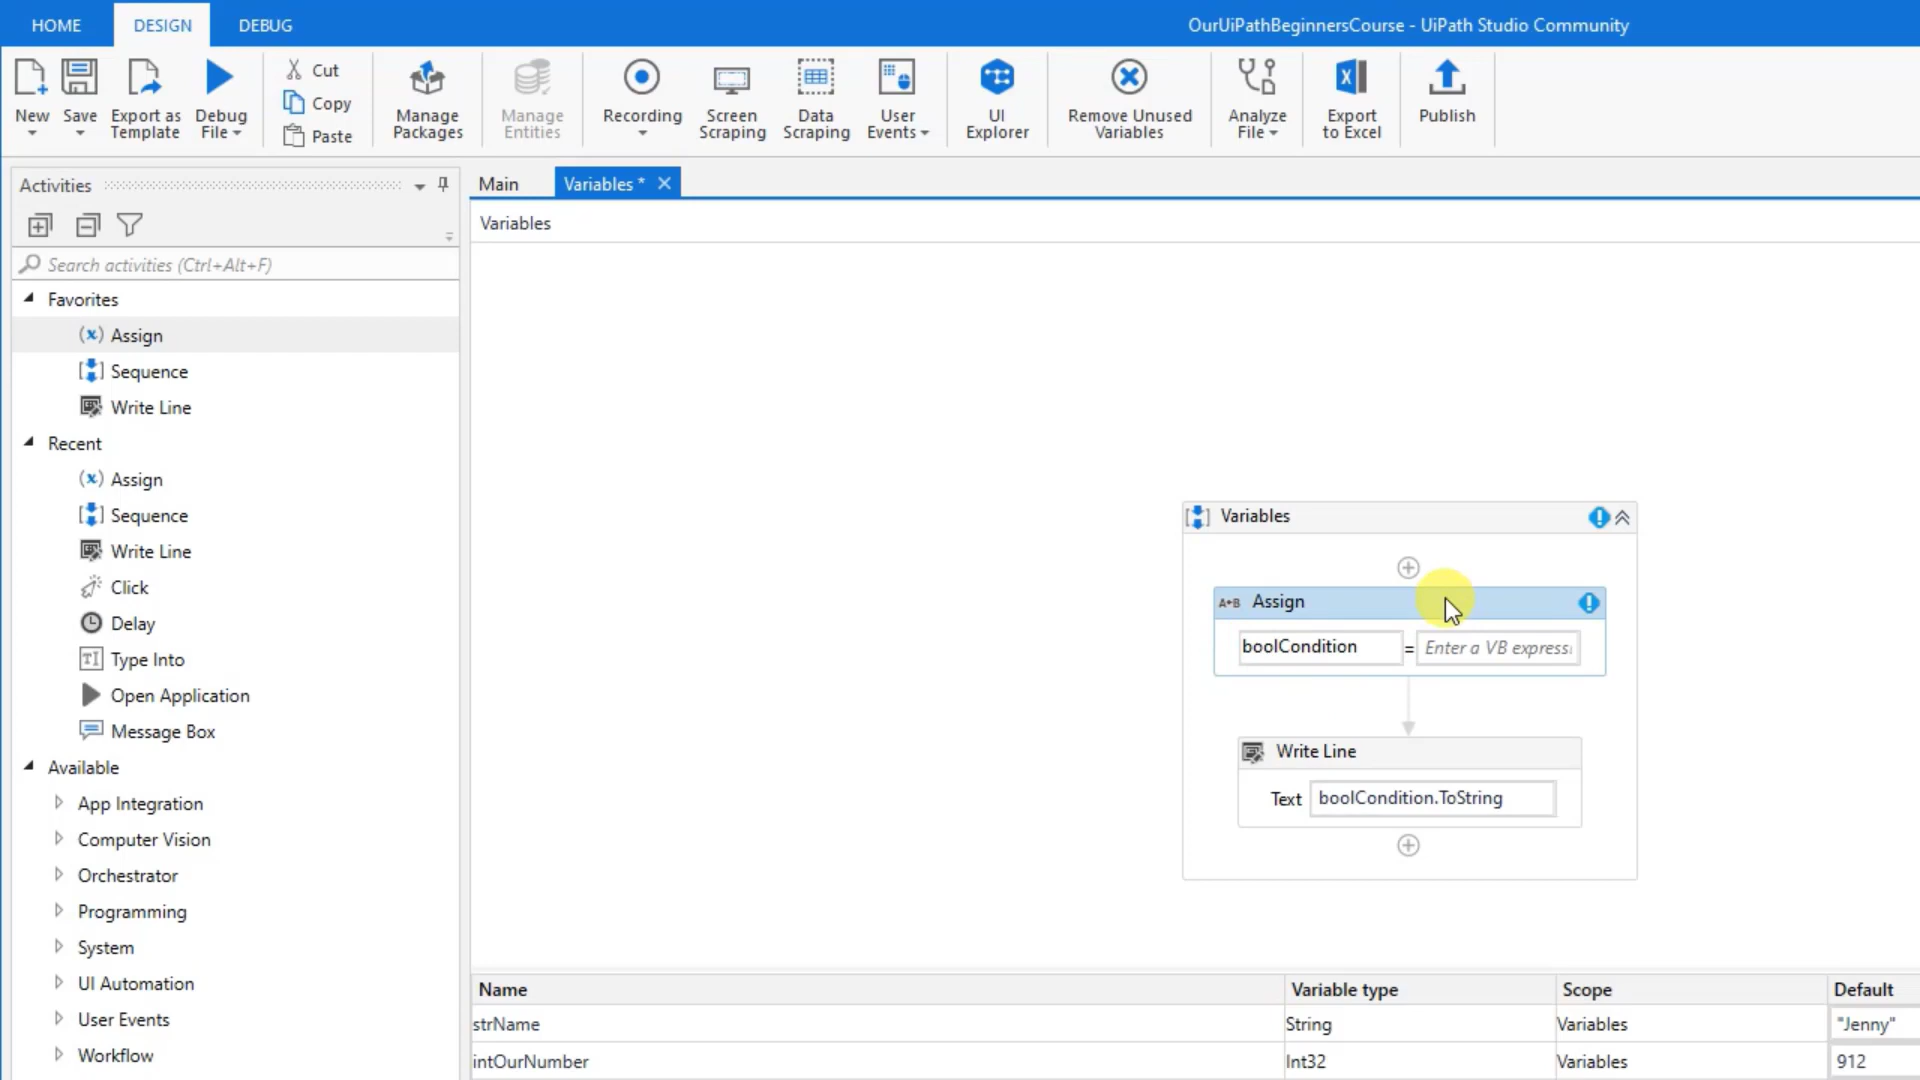 HOME DESIGN DEBUG OurUiPathBeginnersCourse - UiPath Studio Community
New Save Export as Template Debug File Cut Copy Paste Manage Packages Manage Entities Recording Screen Scraping Data Scraping User Events UI Explorer Remove Unused Variables Analyze File Export to Excel Publish
Activities
Main Variables *
Variables
Search activities (Ctrl+Alt+F)
Favorites
Assign
Sequence
Write Line
Recent
Assign
Sequence
Write Line
Click
Delay
Type Into
Open Application
Message Box
Available
App Integration
Computer Vision
Orchestrator
Programming
System
UI Automation
User Events
Workflow
Variables
A+B Assign
boolCondition = Enter a VB express
Write Line
Text boolCondition.ToString
Name Variable type Scope Default
strName String Variables "Jenny"
intOurNumber Int32 Variables 912